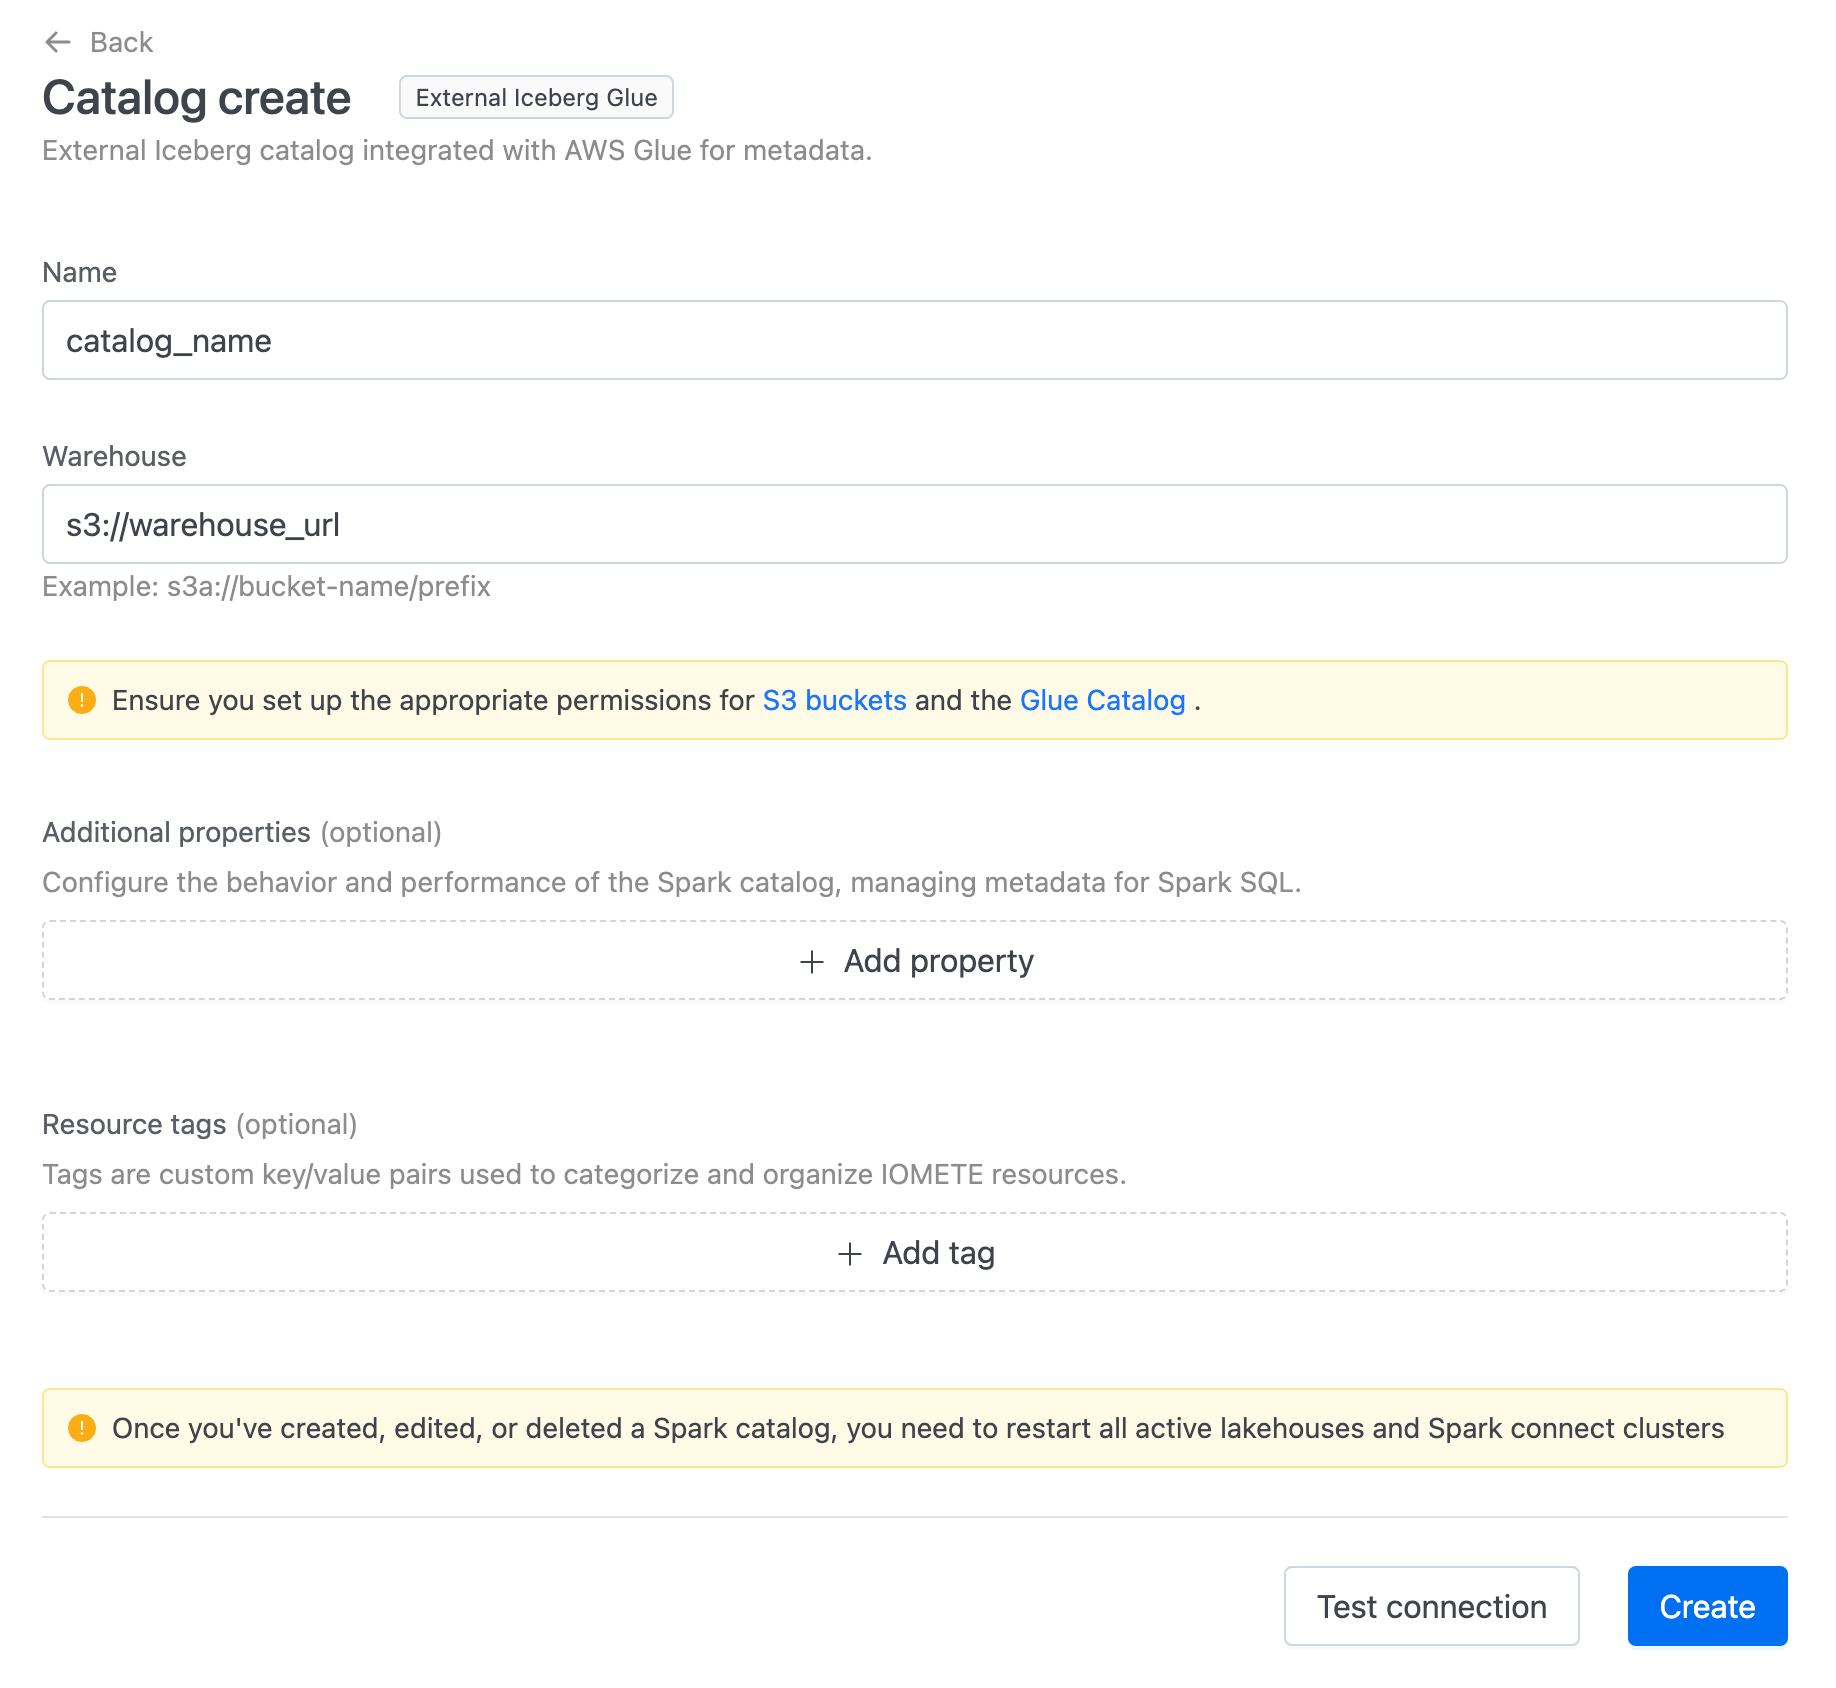 Back
Catalog create
External Iceberg Glue
External Iceberg catalog integrated with AWS Glue for metadata.
Name
catalog_name
Warehouse
s3://warehouse_url
Example: s3a://bucket-name/prefix
Ensure you set up the appropriate permissions for S3 buckets and the Glue Catalog .
Additional properties (optional)
Configure the behavior and performance of the Spark catalog, managing metadata for Spark SQL.
+ Add property
Resource tags (optional)
Tags are custom key/value pairs used to categorize and organize IOMETE resources.
+ Add tag
Once you've created, edited, or deleted a Spark catalog, you need to restart all active lakehouses and Spark connect clusters
Test connection
Create